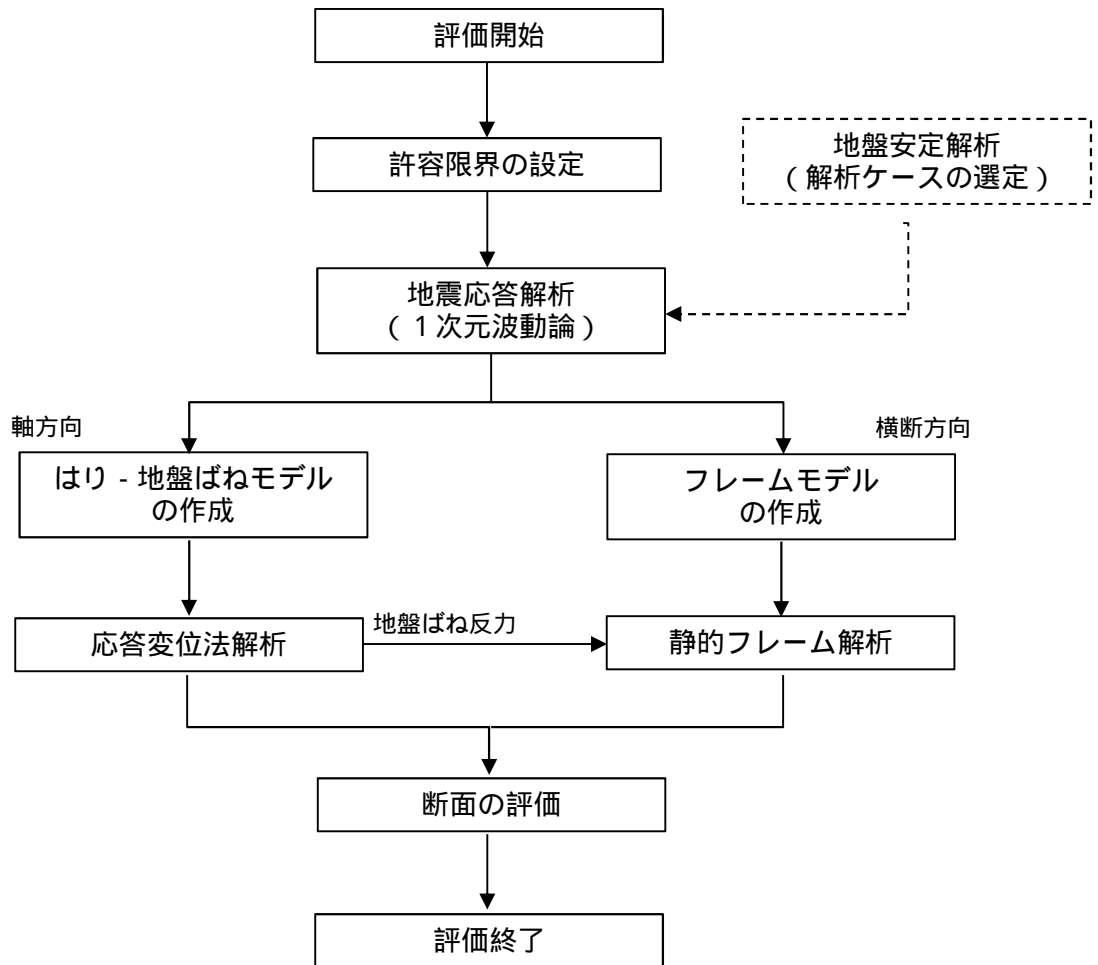 評価開始
許容限界の設定
地盤安定解析
(解析ケースの選定)
地震応答解析
(1次元波動論)
軸方向
横断方向
はり - 地盤ばねモデル
の作成
フレームモデル
の作成
応答変位法解析
地盤ばね反力
静的フレーム解析
断面の評価
評価終了